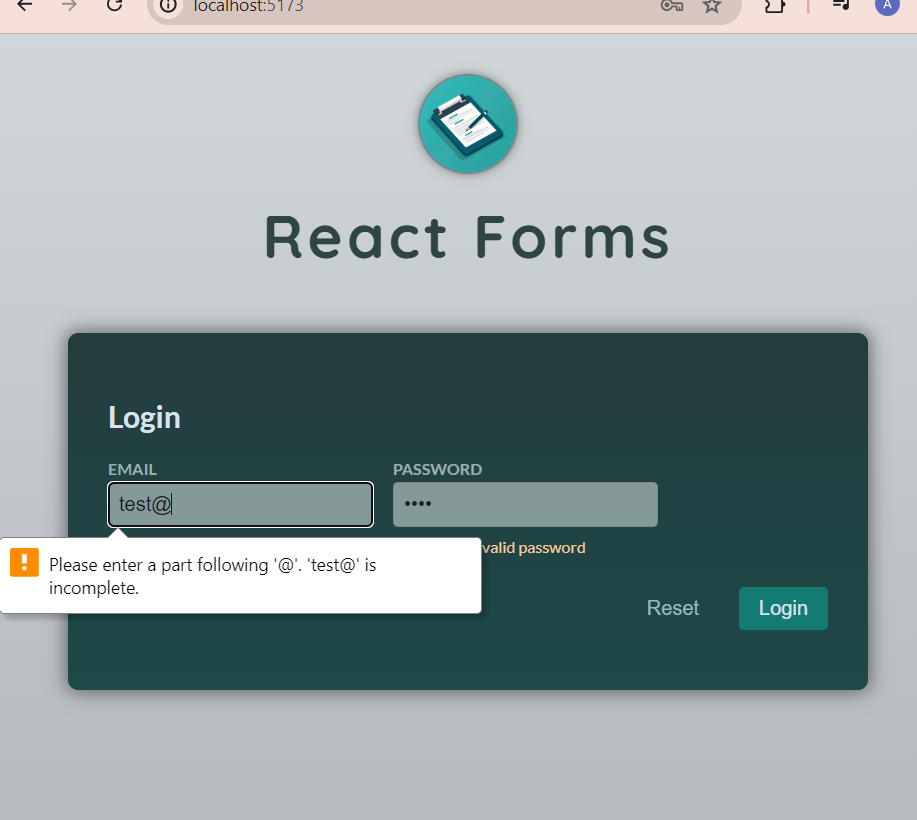 localhost:5173
A
React Forms
Login
EMAIL
PASSWORD
test@
••••
valid password
Please enter a part following '@'. 'test@' is
incomplete.
Reset
Login